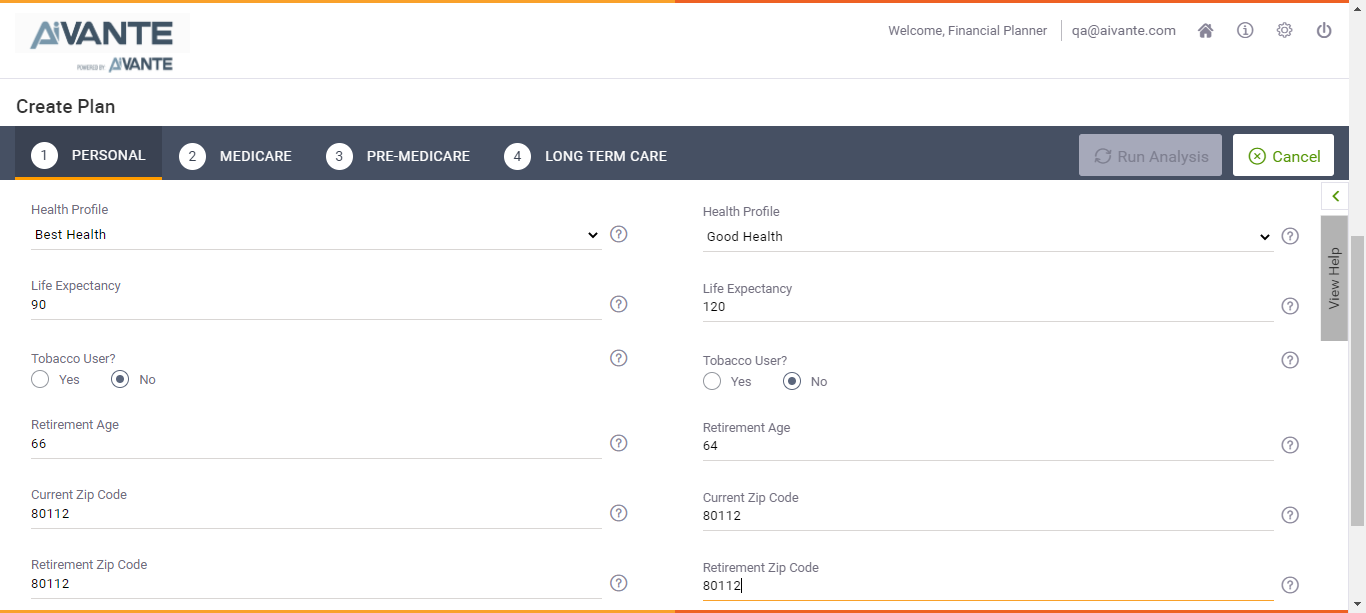 AiVANTE
POWERED BY AiVANTE
Welcome, Financial Planner
qa@aivante.com
Create Plan
1 PERSONAL
2 MEDICARE
3 PRE-MEDICARE
4 LONG TERM CARE
Run Analysis
Cancel
Health Profile
Best Health
Life Expectancy
90
Tobacco User?
Yes No
Retirement Age
66
Current Zip Code
80112
Retirement Zip Code
80112
Health Profile
Good Health
Life Expectancy
120
Tobacco User?
Yes No
Retirement Age
64
Current Zip Code
80112
Retirement Zip Code
80112
View Help